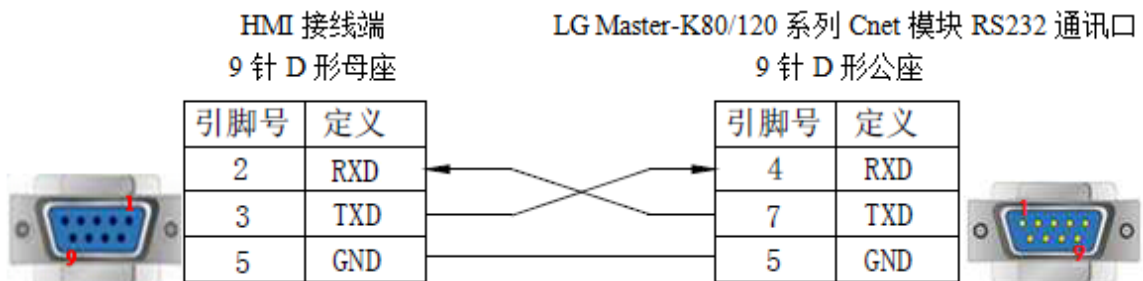 HMI 接线端
9 针 D 形母座
LG Master-K80/120 系列 Cnet 模块 RS232 通讯口
9 针 D 形公座
引脚号 定义
2 RXD
3 TXD
5 GND
引脚号 定义
4 RXD
7 TXD
5 GND
1
9
1
9